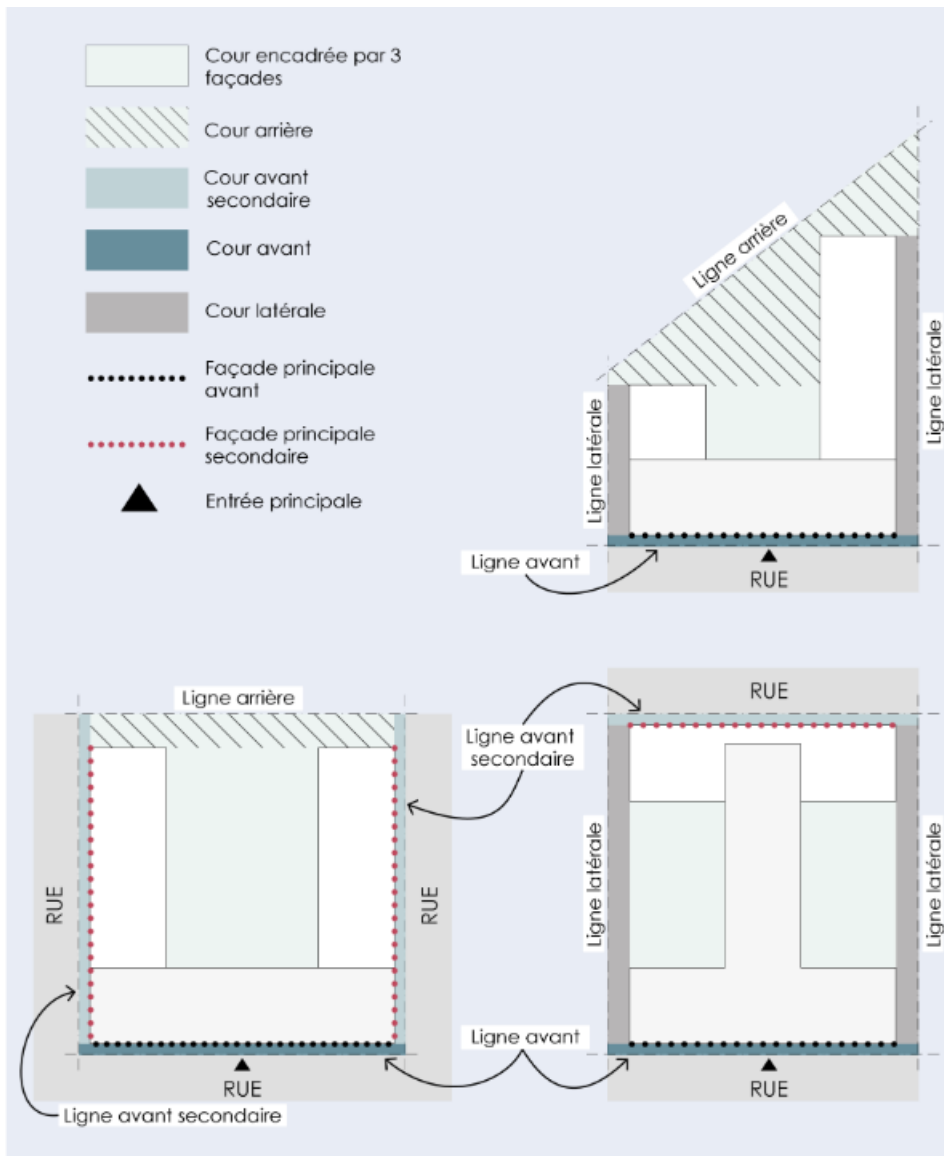 Cour encadrée par 3
façades
Cour arrière
Cour avant
secondaire
Cour avant
Cour latérale
Façade principale
avant
Façade principale
secondaire
Entrée principale
Ligne arrière
Ligne latérale
Ligne latérale
Ligne avant
RUE
Ligne arrière
RUE
RUE
RUE
Ligne avant secondaire
Ligne avant
secondaire
Ligne avant
RUE
Ligne latérale
Ligne latérale
RUE